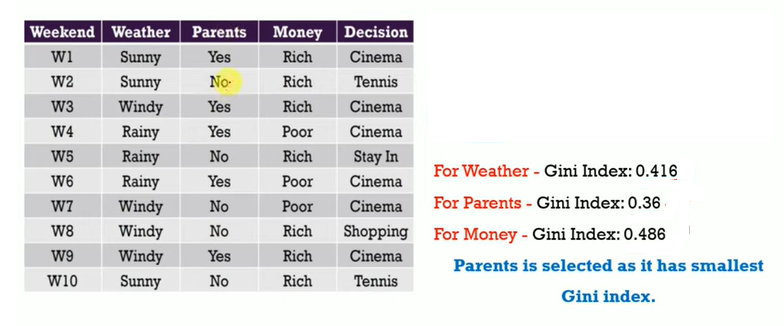 Weekend Weather Parents Money Decision
W1 Sunny Yes Rich Cinema
W2 Sunny No Rich Tennis
W3 Windy Yes Rich Cinema
W4 Rainy Yes Poor Cinema
W5 Rainy No Rich Stay In
W6 Rainy Yes Poor Cinema
W7 Windy No Poor Cinema
W8 Windy No Rich Shopping
W9 Windy Yes Rich Cinema
W10 Sunny No Rich Tennis
For Weather - Gini Index: 0.416
For Parents - Gini Index: 0.36
For Money - Gini Index: 0.486
Parents is selected as it has smallest
Gini index.